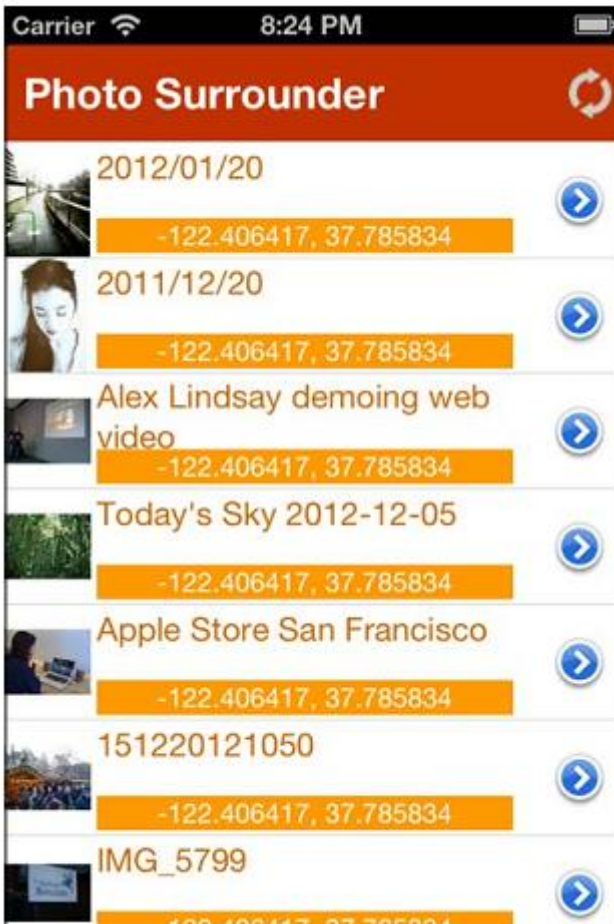 Carrier 8:24 PM
Photo Surrounder
2012/01/20
-122.406417, 37.785834
2011/12/20
-122.406417, 37.785834
Alex Lindsay demoing web
video
-122.406417, 37.785834
Today's Sky 2012-12-05
-122.406417, 37.785834
Apple Store San Francisco
-122.406417, 37.785834
151220121050
-122.406417, 37.785834
IMG_5799